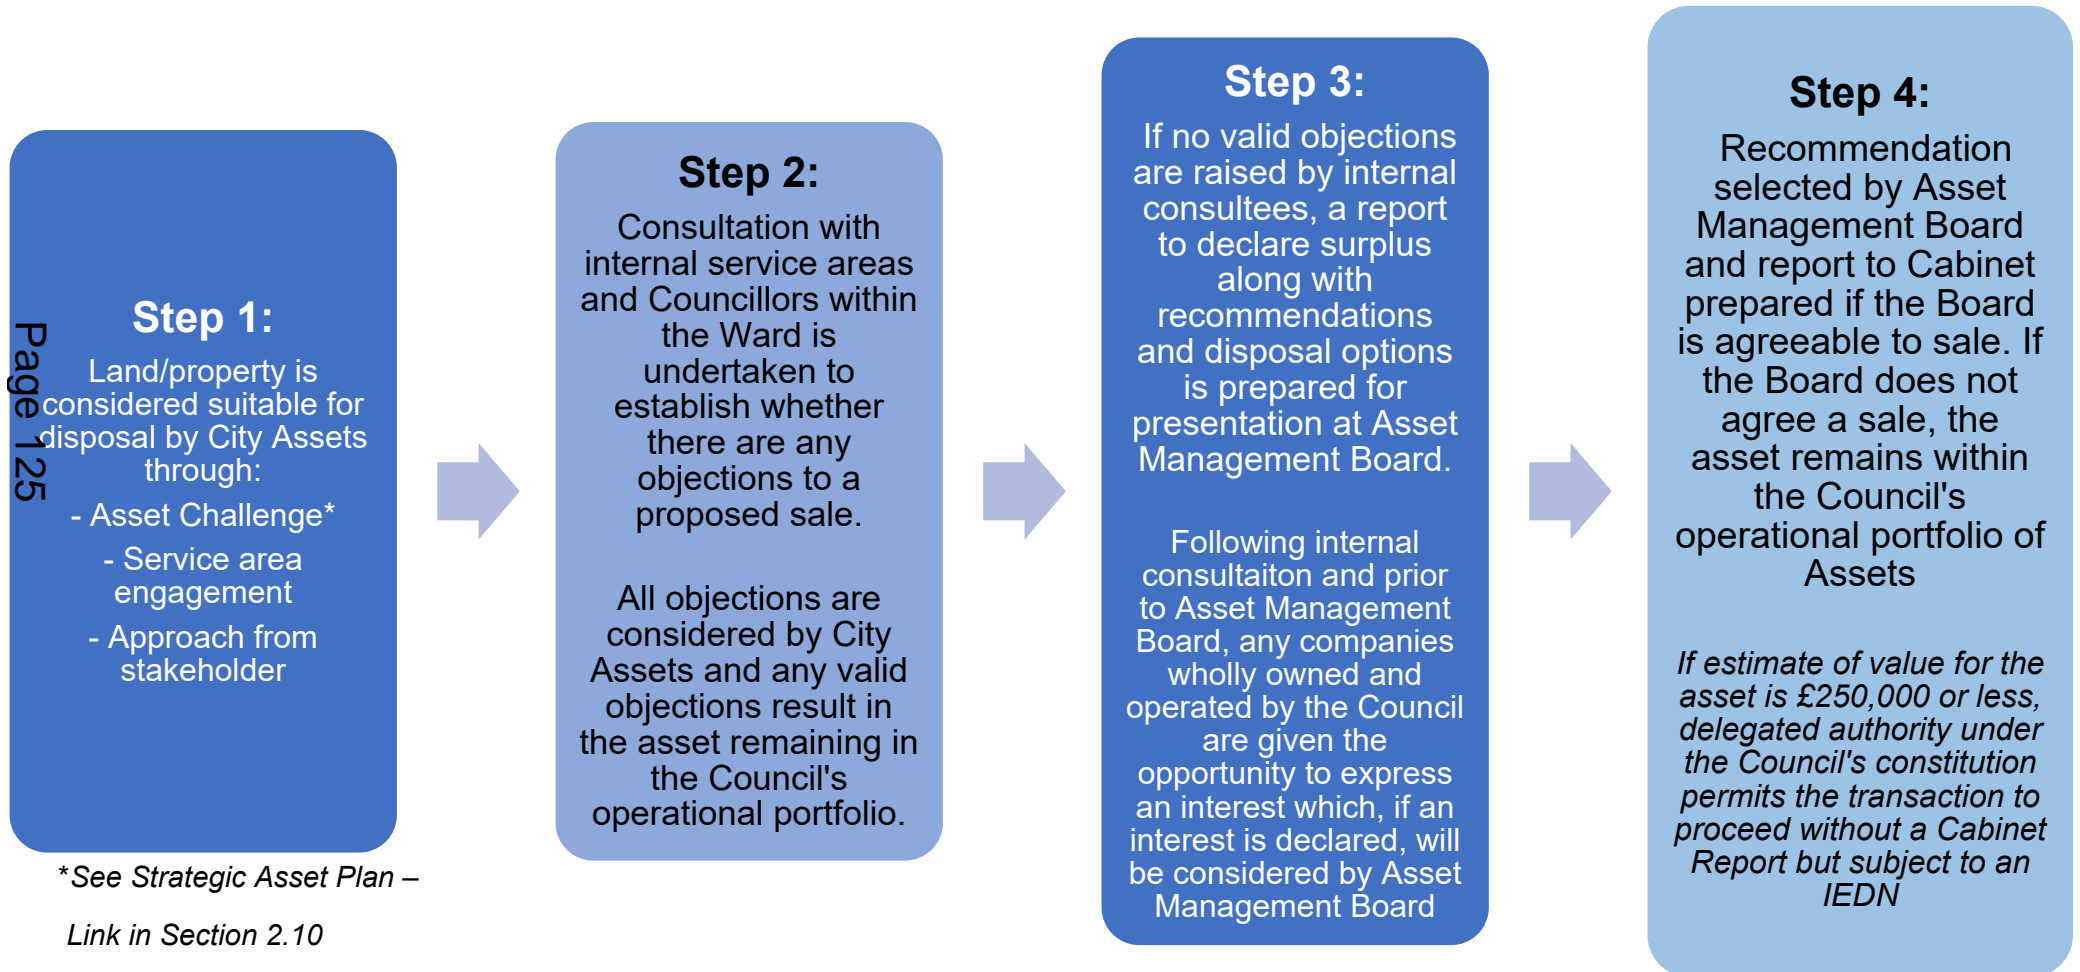 Page 125
Step 1:
Land/property is
considered suitable for
disposal by City Assets
through:
- Asset Challenge*
- Service area
engagement
- Approach from
stakeholder
*See Strategic Asset Plan –
Link in Section 2.10
Step 2:
Consultation with
internal service areas
and Councillors within
the Ward is
undertaken to
establish whether
there are any
objections to a
proposed sale.
All objections are
considered by City
Assets and any valid
objections result in
the asset remaining in
the Council's
operational portfolio.
Step 3:
If no valid objections
are raised by internal
consultees, a report
to declare surplus
along with
recommendations
and disposal options
is prepared for
presentation at Asset
Management Board.
Following internal
consultaiton and prior
to Asset Management
Board, any companies
wholly owned and
operated by the Council
are given the
opportunity to express
an interest which, if an
interest is declared, will
be considered by Asset
Management Board
Step 4:
Recommendation
selected by Asset
Management Board
and report to Cabinet
prepared if the Board
is agreeable to sale. If
the Board does not
agree a sale, the
asset remains within
the Council's
operational portfolio of
Assets
If estimate of value for the
asset is £250,000 or less,
delegated authority under
the Council's constitution
permits the transaction to
proceed without a Cabinet
Report but subject to an
IEDN